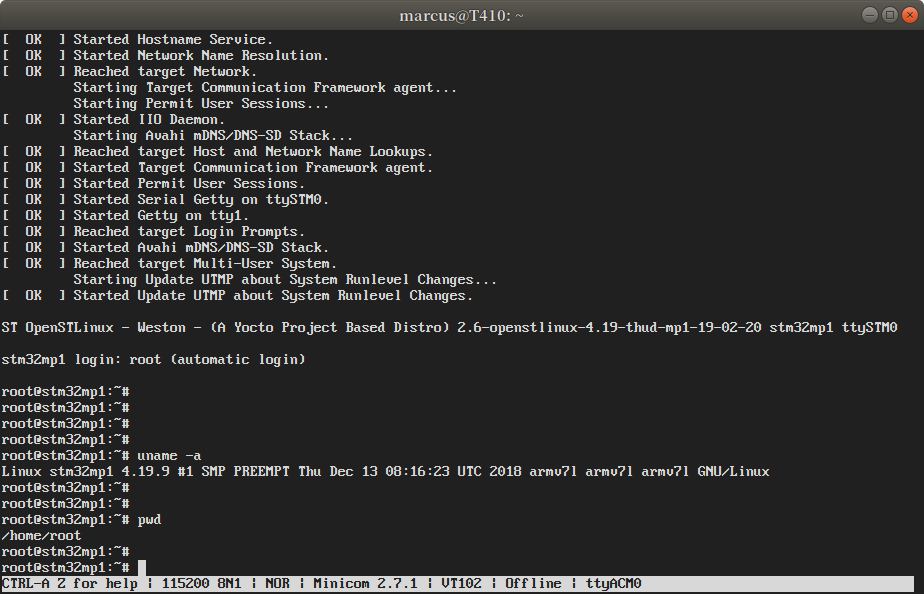 marcus@T410: ~
[  OK  ] Started Hostname Service.
[  OK  ] Started Network Name Resolution.
[  OK  ] Reached target Network.
         Starting Target Communication Framework agent...
         Starting Permit User Sessions...
[  OK  ] Started IIO Daemon.
         Starting Avahi mDNS/DNS-SD Stack...
[  OK  ] Reached target Host and Network Name Lookups.
[  OK  ] Started Target Communication Framework agent.
[  OK  ] Started Permit User Sessions.
[  OK  ] Started Serial Getty on ttySTM0.
[  OK  ] Started Getty on tty1.
[  OK  ] Reached target Login Prompts.
[  OK  ] Started Avahi mDNS/DNS-SD Stack.
[  OK  ] Reached target Multi-User System.
         Starting Update UTMP about System Runlevel Changes...
[  OK  ] Started Update UTMP about System Runlevel Changes.
ST OpenSTLinux - Weston - (A Yocto Project Based Distro) 2.6-openstlinux-4.19-thud-mp1-19-02-20 stm32mp1 ttySTM0
stm32mp1 login: root (automatic login)
root@stm32mp1:~#
root@stm32mp1:~#
root@stm32mp1:~#
root@stm32mp1:~#
root@stm32mp1:~# uname -a
Linux stm32mp1 4.19.9 #1 SMP PREEMPT Thu Dec 13 08:16:23 UTC 2018 armv7l armv7l armv7l GNU/Linux
root@stm32mp1:~#
root@stm32mp1:~#
root@stm32mp1:~# pwd
/home/root
root@stm32mp1:~#
root@stm32mp1:~#
CTRL-A Z for help | 115200 8N1 | NOR | Minicom 2.7.1 | VT102 | Offline | ttyACM0